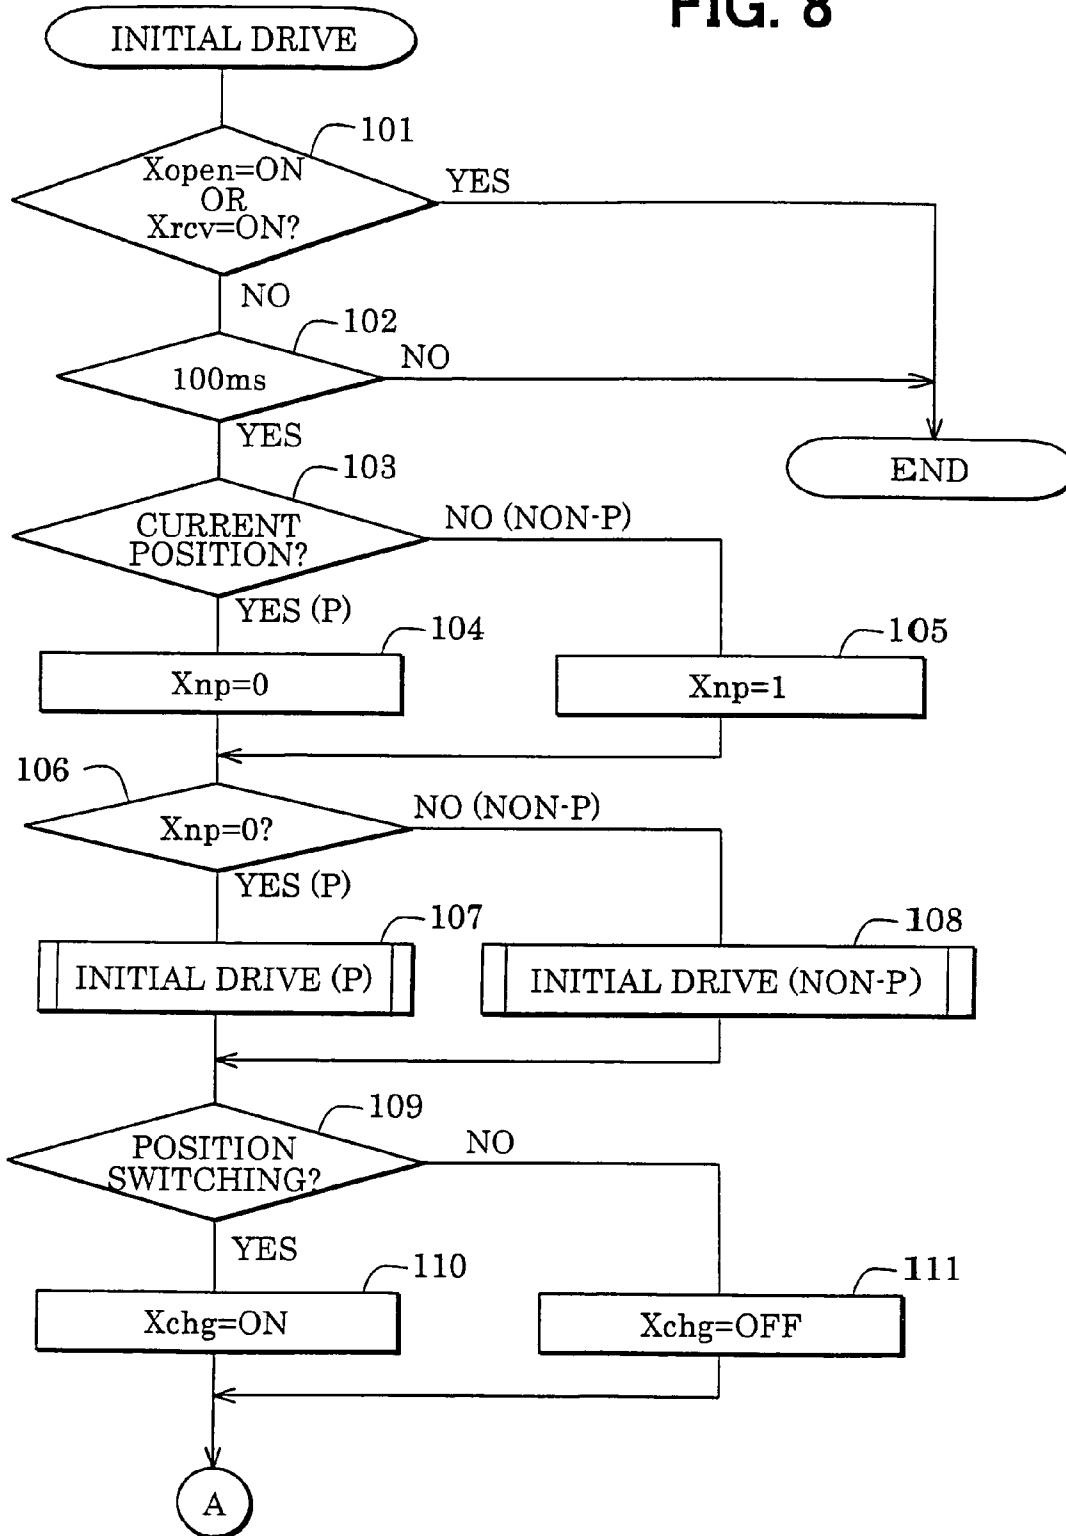 FIG. 8
INITIAL DRIVE
101
Xopen=ON
OR
Xrcv=ON?
YES
NO
102
100ms
NO
YES
END
103
CURRENT
POSITION?
NO (NON-P)
YES (P)
104
Xnp=0
105
Xnp=1
106
Xnp=0?
NO (NON-P)
YES (P)
107
INITIAL DRIVE (P)
108
INITIAL DRIVE (NON-P)
109
POSITION
SWITCHING?
NO
YES
110
Xchg=ON
111
Xchg=OFF
A